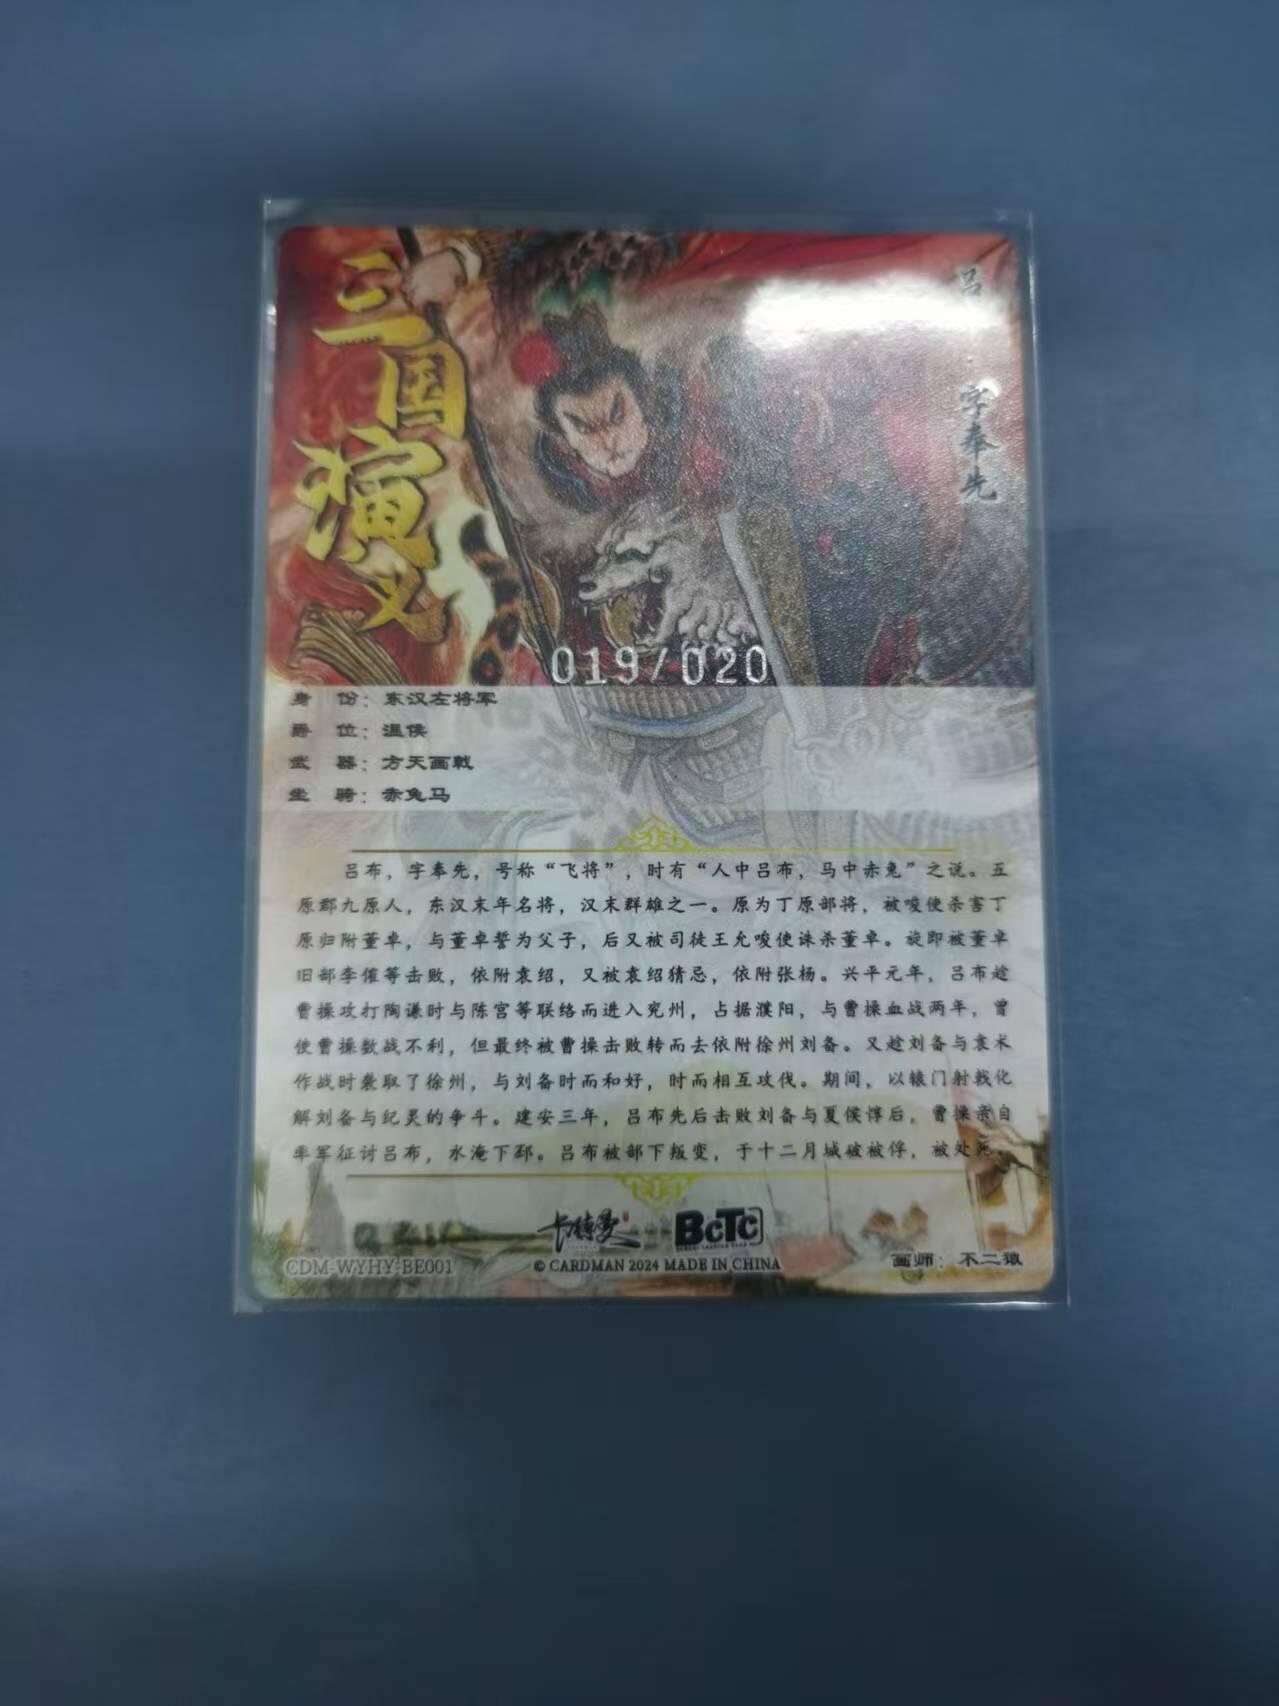 三国演义
吕
字奉先
019/020
身 份：东汉左将军
爵 位：温侯
武 器：方天画戟
坐 骑：赤兔马
吕布，字奉先，号称“飞将”，时有“人中吕布，马中赤兔”之说。五
原郡九原人，东汉末年名将，汉末群雄之一。原为丁原部将，被唆使杀害丁
原归附董卓，与董卓誓为父子，后又被司徒王允唆使诛杀董卓。旋即被董卓
旧部李傕等击败，依附袁绍，又被袁绍猜忌，依附张杨。兴平元年，吕布趁
曹操攻打陶谦时与陈宫等联络而进入兖州，占据濮阳，与曹操血战两年，曾
使曹操数战不利，但最终被曹操击败转而去依附徐州刘备。又趁刘备与袁术
作战时袭取了徐州，与刘备时而和好，时而相互攻伐。期间，以辕门射戟化
解刘备与纪灵的争斗。建安三年，吕布先后击败刘备与夏侯惇后，曹操亲自
率军征讨吕布，水淹下邳。吕布被部下叛变，于十二月城破被俘，被处死。
卡特曼 BCTC
CDM-WYHY-BE001
© CARDMAN 2024 MADE IN CHINA
画师：不二猿